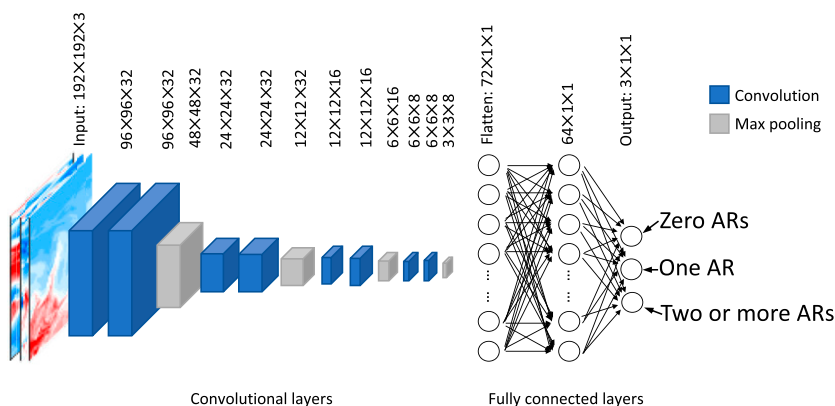 Input: 192×192×3
96×96×32
96×96×32
48×48×32
24×24×32
24×24×32
12×12×32
12×12×16
12×12×16
6×6×16
6×6×8
6×6×8
3×3×8
Flatten: 72×1×1
64×1×1
Output: 3×1×1
Convolution
Max pooling
Zero ARs
One AR
Two or more ARs
...
...
...
...
Convolutional layers
Fully connected layers